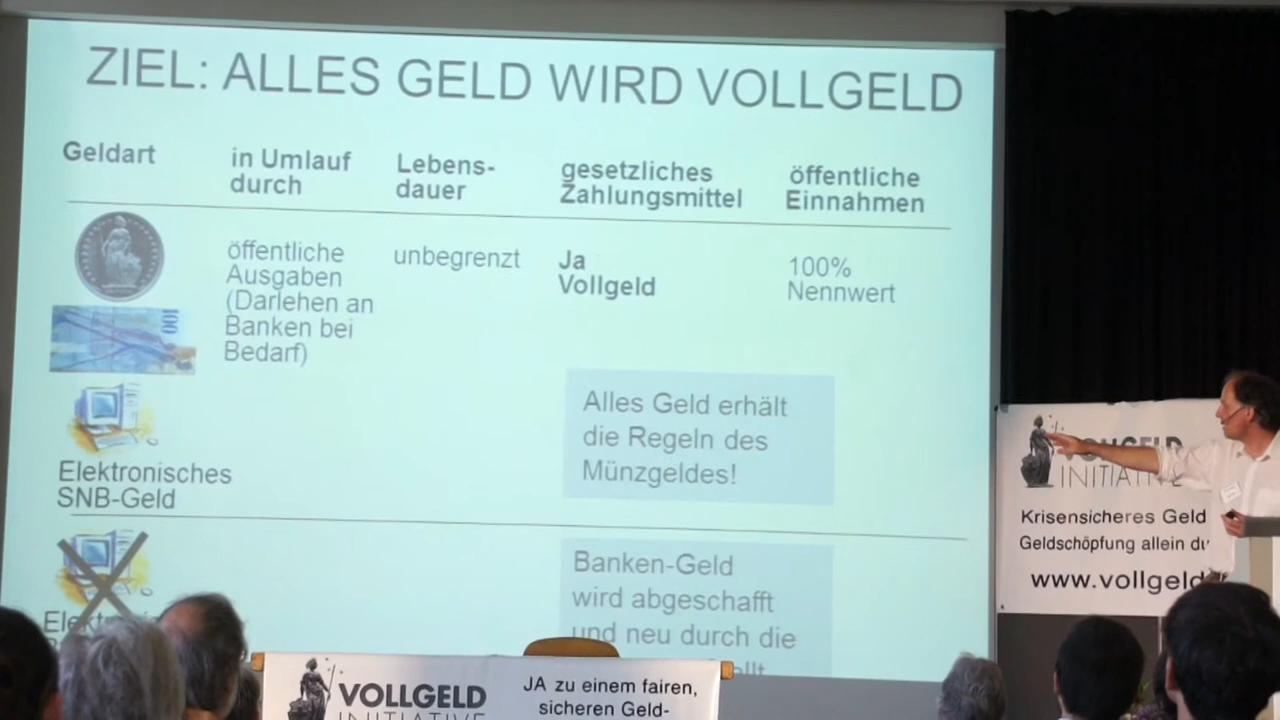 ZIEL: ALLES GELD WIRD VOLLGELD
Geldart
in Umlauf
durch
Lebens-
dauer
gesetzliches
Zahlungsmittel
öffentliche
Einnahmen
öffentliche
Ausgaben
(Darlehen an
Banken bei
Bedarf)
unbegrenzt
Ja
Vollgeld
100%
Nennwert
100
Elektronisches
SNB-Geld
Alles Geld erhält
die Regeln des
Münzgeldes!
Banken-Geld
wird abgeschafft
und neu durch die
VOLLGELD
INITIATIVE
Krisensicheres Geld
Geldschöpfung allein
www.vollgeld
VOLLGELD
INITIATIVE
JA zu einem fairen,
sicheren Geld-